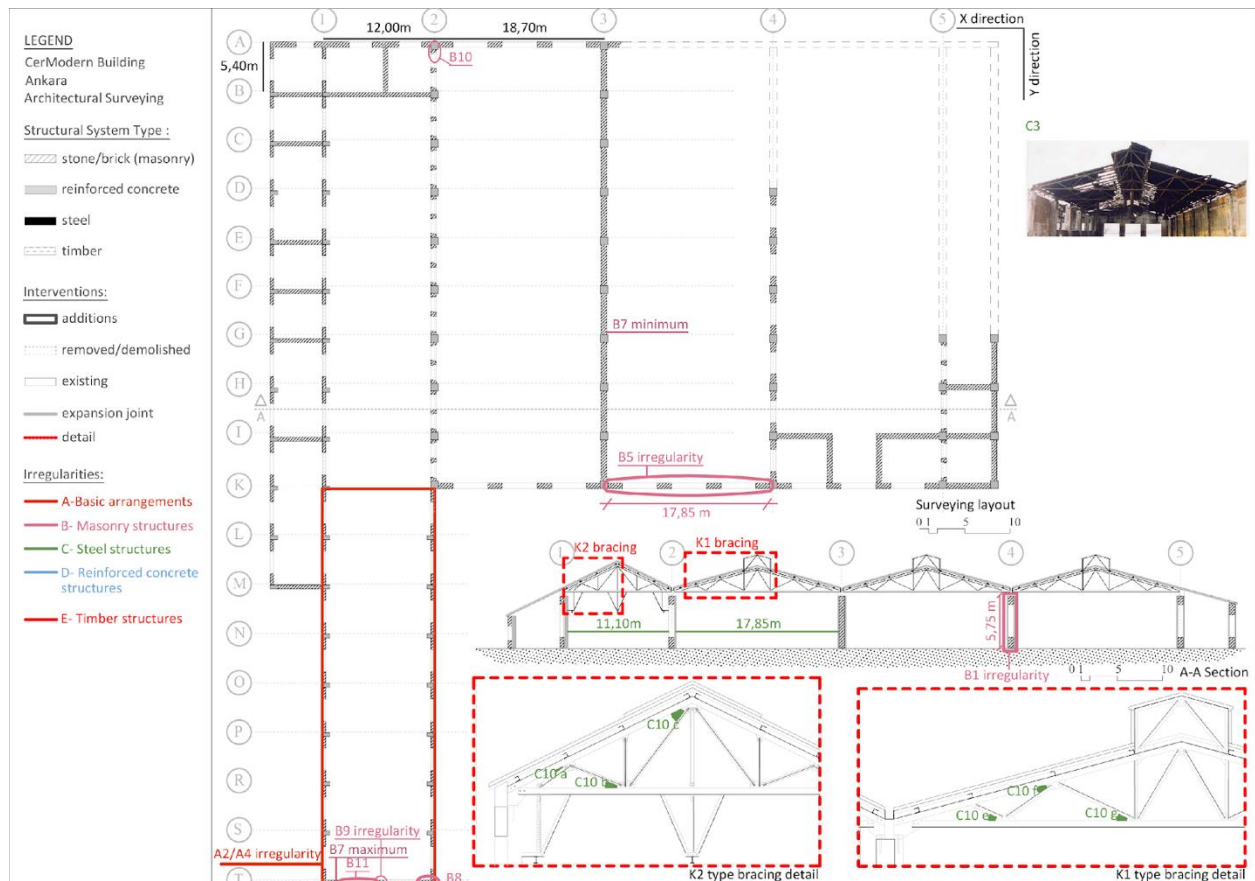 LEGEND
CerModern Building
Ankara
Architectural Surveying
Structural System Type :
stone/brick (masonry)
reinforced concrete
steel
timber
Interventions:
additions
removed/demolished
existing
expansion joint
detail
Irregularities:
A-Basic arrangements
B- Masonry structures
C- Steel structures
D- Reinforced concrete
structures
E- Timber structures
1
2
3
4
5
12,00m
18,70m
X direction
Y direction
A
5,40m
B10
B
C
D
E
F
G
H
I
K
L
M
N
O
P
R
S
T
C3
B7 minimum
A
A
B5 irregularity
17,85 m
Surveying layout
0 1 5 10
K2 bracing
K1 bracing
1
2
3
4
5
11,10m
17,85m
5,75 m
B1 irregularity
0 1 5 10
A-A Section
C10 c
C10 a
C10 b
K2 type bracing detail
C10 f
C10 e
C10 g
K1 type bracing detail
B9 irregularity
B7 maximum
A2/A4 irregularity
B11
B8